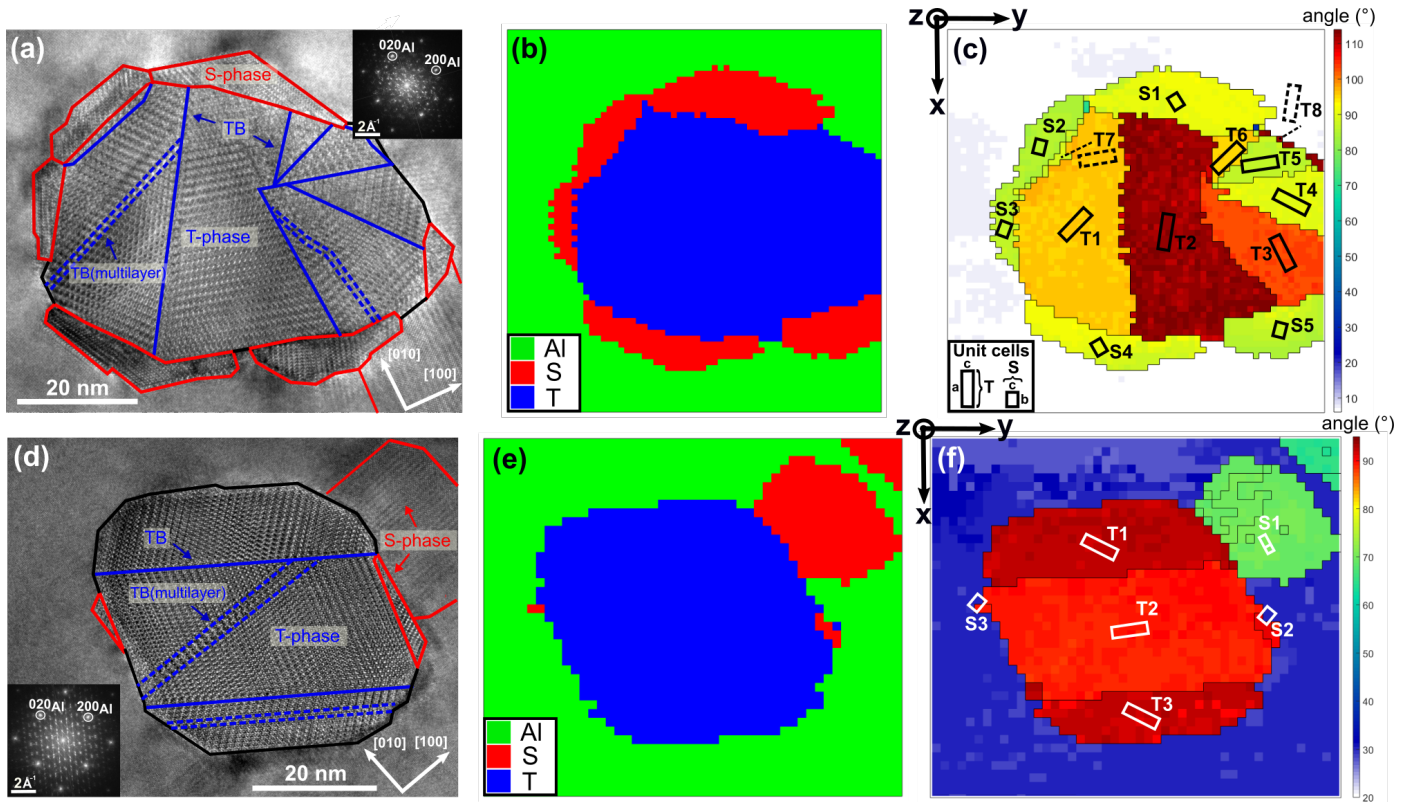 (a)
020Al
200Al
2Å⁻¹
S-phase
TB
T-phase
TB(multilayer)
20 nm
[010]
[100]
(b)
Al
S
T
z
y
x
(c)
angle (°)
110
100
90
80
70
60
50
40
30
20
10
S1
S2
T8
T7
T6
T5
T4
S3
T1
T2
T3
S5
S4
Unit cells
c
a
T
S
c
b
(d)
TB
S-phase
TB(multilayer)
T-phase
020Al
200Al
2Å⁻¹
[010]
[100]
20 nm
(e)
Al
S
T
z
y
x
(f)
angle (°)
90
80
70
60
50
40
30
20
T1
S1
S3
T2
S2
T3